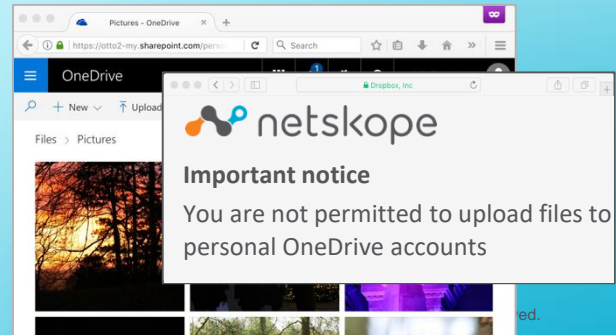 Pictures - OneDrive
https://otto2-my.sharepoint.com/pers
Search
OneDrive
1
New
Upload
Files > Pictures
Dropbox, Inc
netskope
Important notice
You are not permitted to upload files to
personal OneDrive accounts
ved.